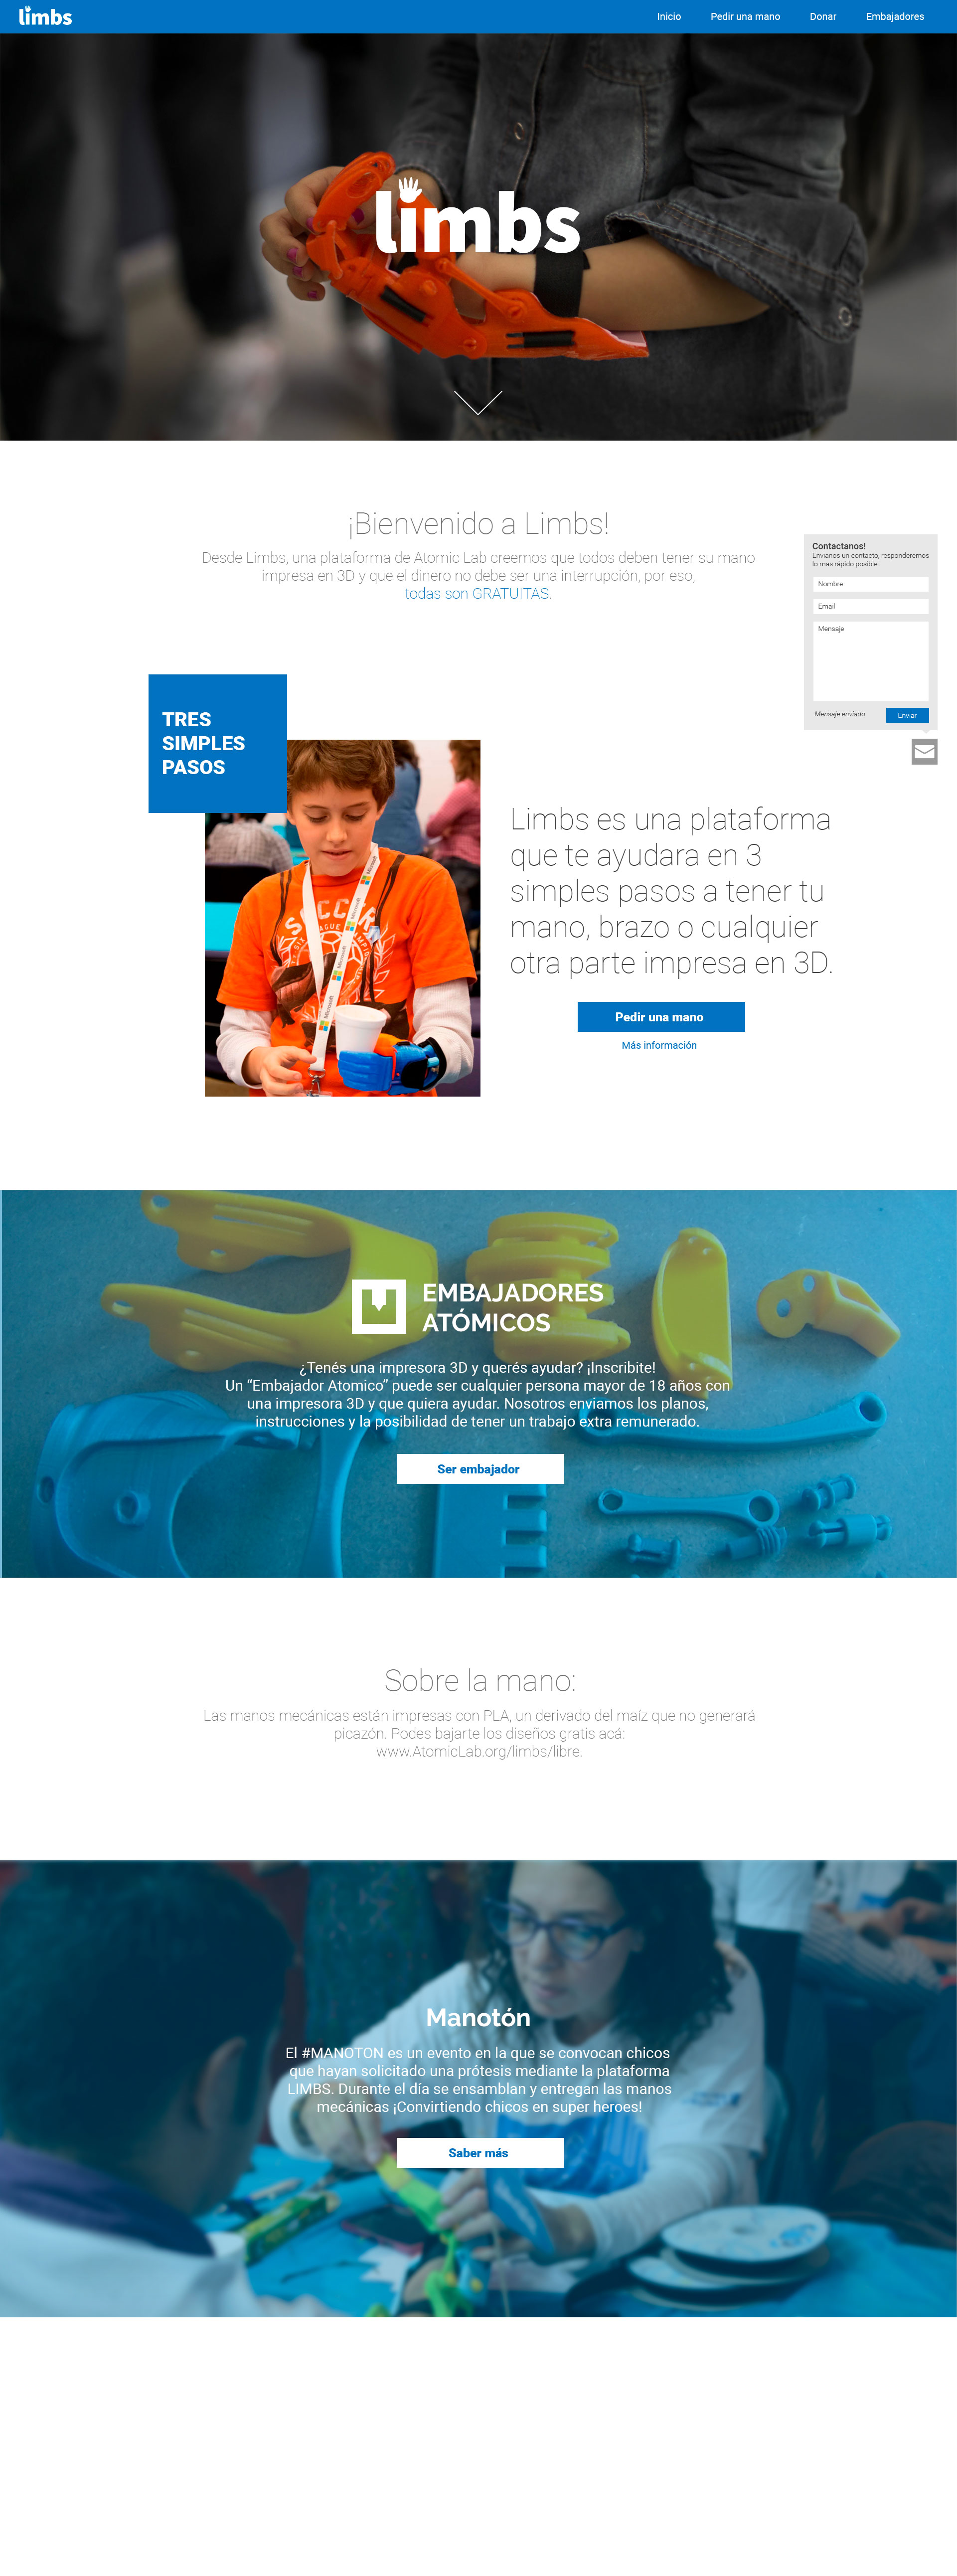 limbs
Inicio Pedir una mano Donar Embajadores
limbs
¡Bienvenido a Limbs!
Desde Limbs, una plataforma de Atomic Lab creemos que todos deben tener su mano
impresa en 3D y que el dinero no debe ser una interrupción, por eso,
todas son GRATUITAS.
Contactanos!
Envianos un contacto, responderemos
lo mas rápido posible.
Nombre
Email
Mensaje
Mensaje enviado
Enviar
TRES
SIMPLES
PASOS
SOCCER
LEAGUE
Microsoft
Microsoft
Microsoft
Limbs es una plataforma
que te ayudara en 3
simples pasos a tener tu
mano, brazo o cualquier
otra parte impresa en 3D.
Pedir una mano
Más información
EMBAJADORES
ATÓMICOS
¿Tenés una impresora 3D y querés ayudar? ¡Inscribite!
Un “Embajador Atomico” puede ser cualquier persona mayor de 18 años con
una impresora 3D y que quiera ayudar. Nosotros enviamos los planos,
instrucciones y la posibilidad de tener un trabajo extra remunerado.
Ser embajador
Sobre la mano:
Las manos mecánicas están impresas con PLA, un derivado del maíz que no generará
picazón. Podes bajarte los diseños gratis acá:
www.AtomicLab.org/limbs/libre.
Manotón
El #MANOTON es un evento en la que se convocan chicos
que hayan solicitado una prótesis mediante la plataforma
LIMBS. Durante el día se ensamblan y entregan las manos
mecánicas ¡Convirtiendo chicos en super heroes!
Saber más